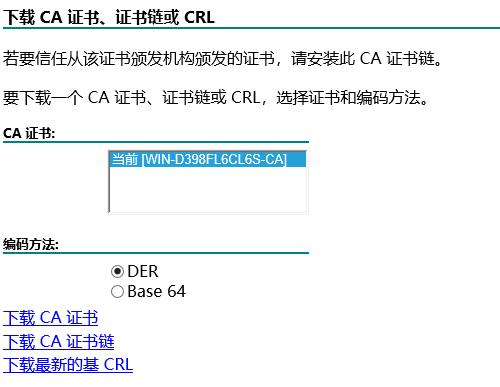 下载 CA 证书、证书链或 CRL
若要信任从该证书颁发机构颁发的证书，请安装此 CA 证书链。
要下载一个 CA 证书、证书链或 CRL，选择证书和编码方法。
CA 证书:
当前 [WIN-D398FL6CL6S-CA]
编码方法:
DER
Base 64
下载 CA 证书
下载 CA 证书链
下载最新的基 CRL